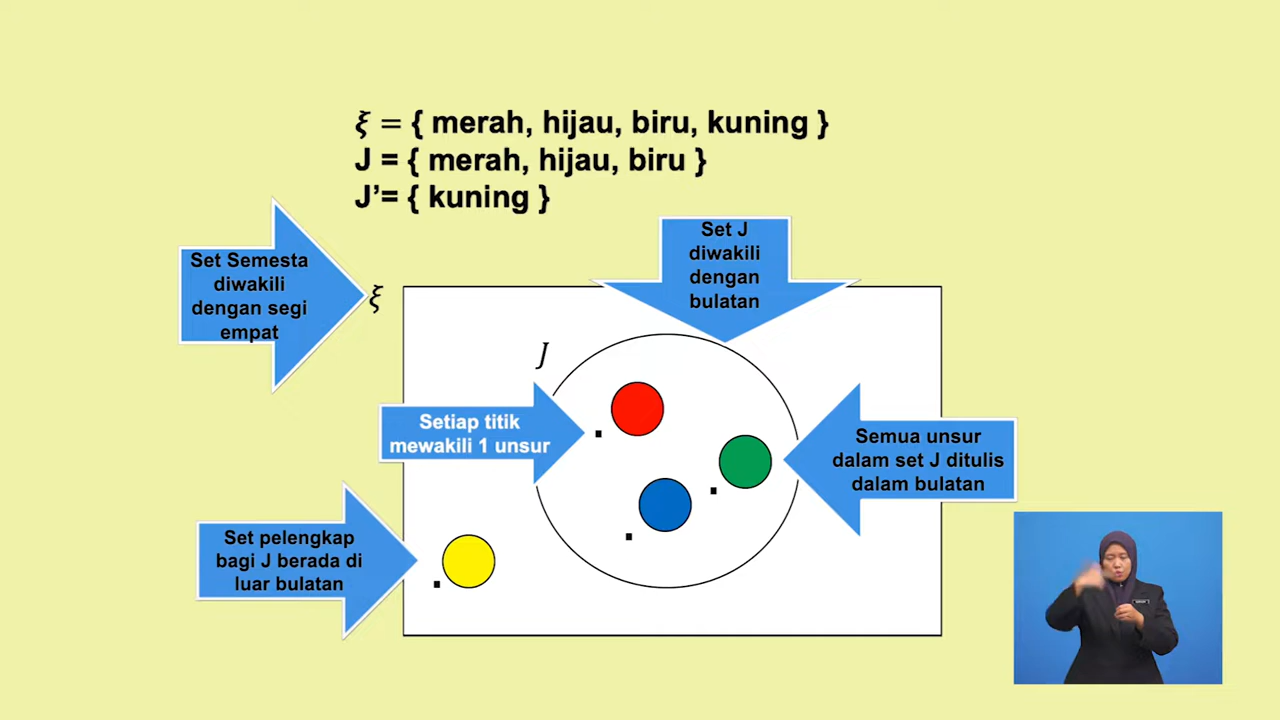 ξ = { merah, hijau, biru, kuning }
J = { merah, hijau, biru }
J’= { kuning }
Set Semesta
diwakili
dengan segi
empat
ξ
Set J
diwakili
dengan
bulatan
J
Setiap titik
mewakili 1 unsur
Semua unsur
dalam set J ditulis
dalam bulatan
Set pelengkap
bagi J berada di
luar bulatan